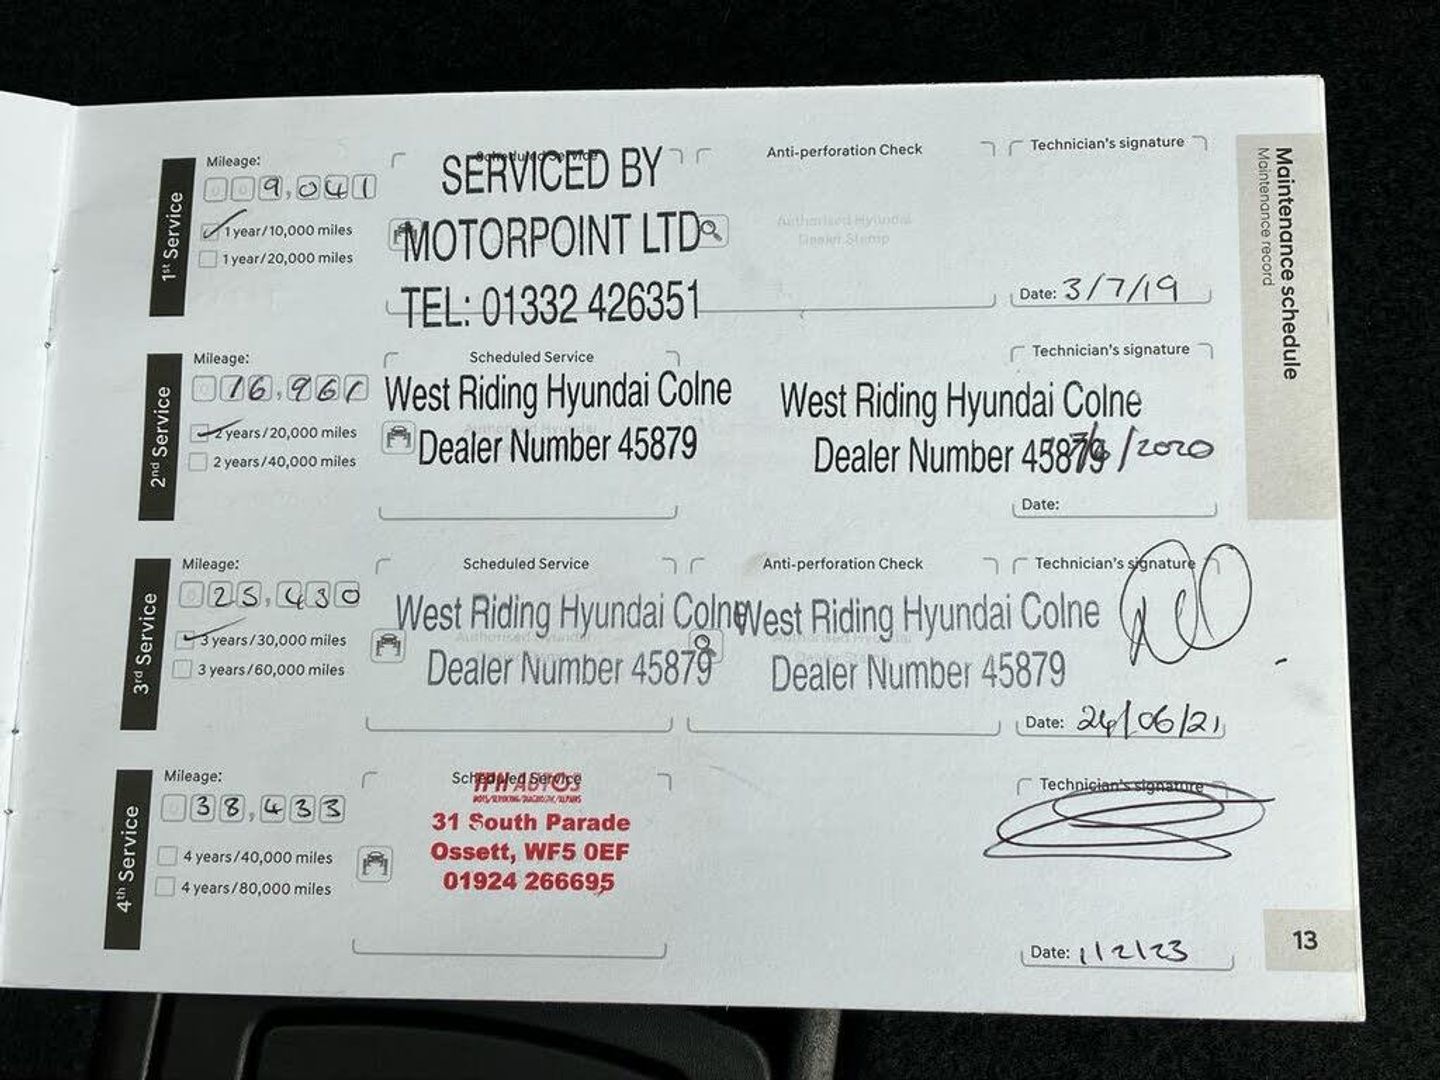 Maintenance schedule
Maintenance record
1st Service
Mileage:
009,041
1 year/10,000 miles
1 year/20,000 miles
Scheduled Service
SERVICED BY
MOTORPOINT LTD
TEL: 01332 426351
Anti-perforation Check
Authorised Hyundai
Dealer Stamp
Technician's signature
Date: 3/7/19
2nd Service
Mileage:
016,961
2 years/20,000 miles
2 years/40,000 miles
Scheduled Service
West Riding Hyundai Colne
Dealer Number 45879
West Riding Hyundai Colne
Dealer Number 45879
Technician's signature
/2020
Date:
3rd Service
Mileage:
025,430
3 years/30,000 miles
3 years/60,000 miles
Scheduled Service
West Riding Hyundai Colne
Authorised Hyundai
Dealer Number 45879
Anti-perforation Check
West Riding Hyundai Colne
Authorised Hyundai
Dealer Number 45879
Technician's signature
Date: 24/06/21
4th Service
Mileage:
038,433
4 years/40,000 miles
4 years/80,000 miles
Scheduled Service
TPH AUTOS
31 South Parade
Ossett, WF5 0EF
01924 266695
Technician's signature
Date: 1/2/23
13